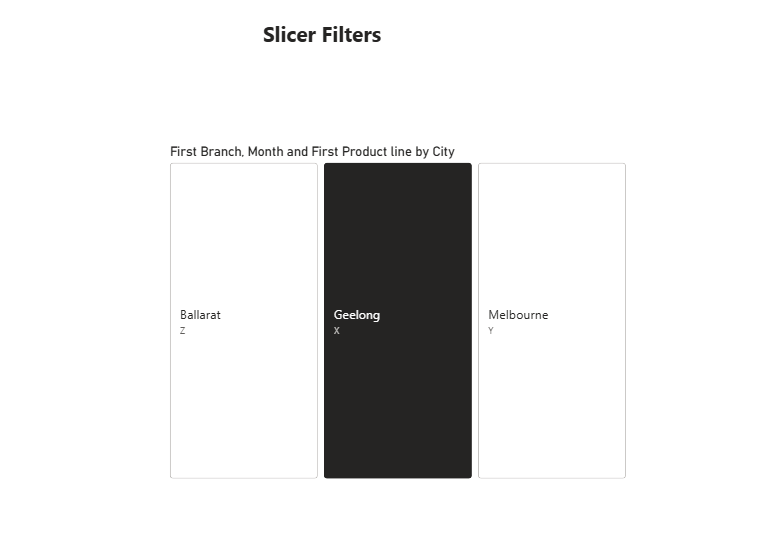 Slicer Filters
First Branch, Month and First Product line by City
Ballarat
Z
Geelong
X
Melbourne
Y